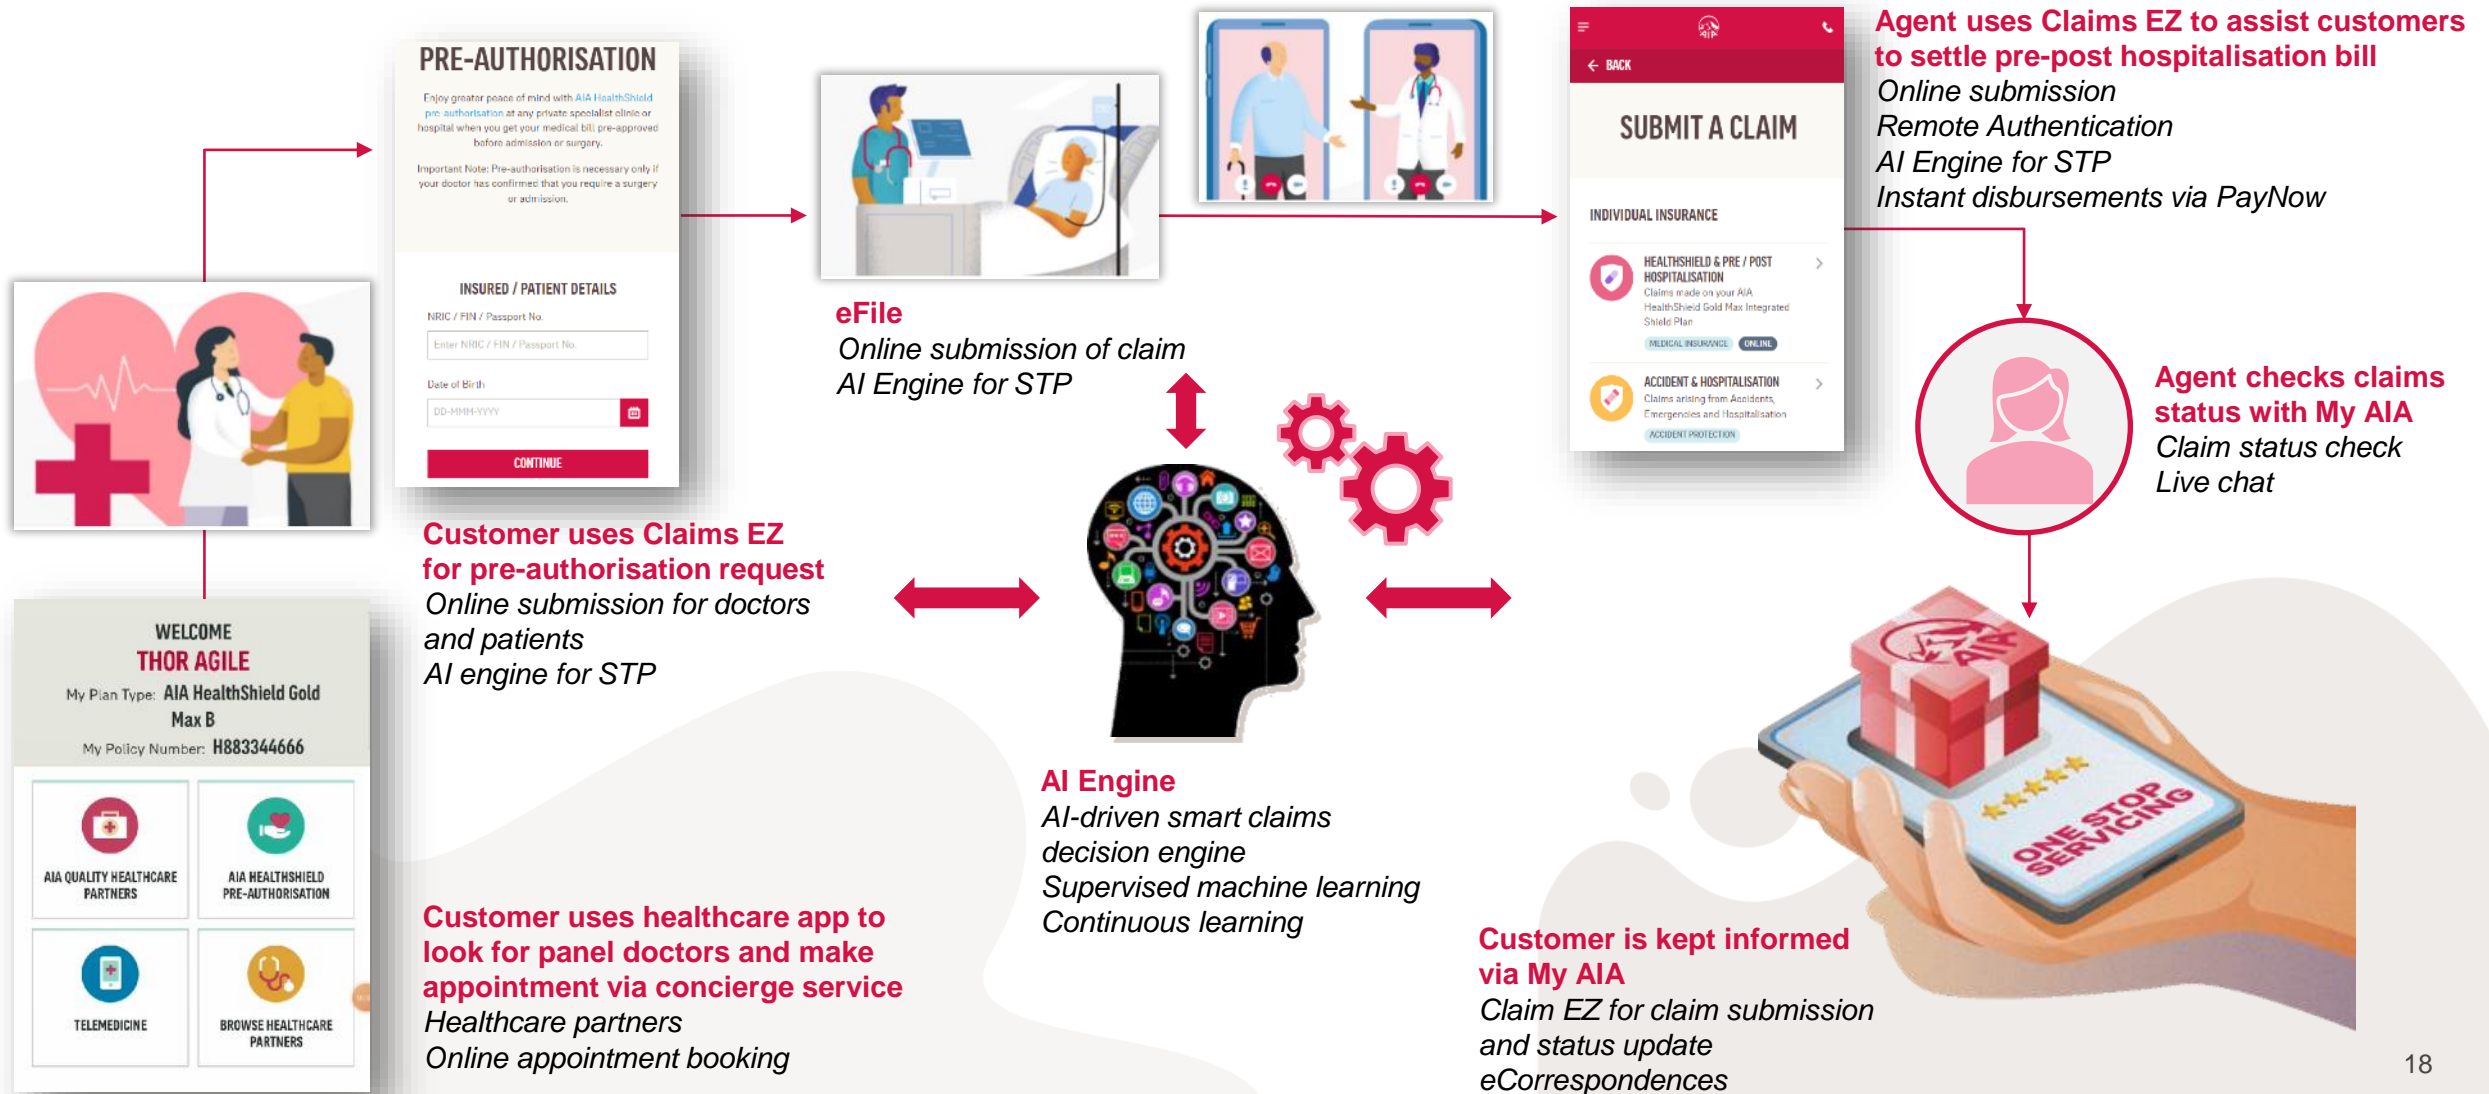 PRE-AUTHORISATION
Enjoy greater peace of mind with AIA HealthShield
pre-authorisation at any private specialist clinic or
hospital when you get your medical bill pre-approved
before admission or surgery.
Important Note: Pre-authorisation is necessary only if
your doctor has confirmed that you require a surgery
or admission.
INSURED / PATIENT DETAILS
NRIC / FIN / Passport No.
Enter NRIC / FIN / Passport No.
Date of Birth
DD-MMM-YYYY
CONTINUE
Customer uses Claims EZ
for pre-authorisation request
Online submission for doctors
and patients
AI engine for STP
WELCOME
THOR AGILE
My Plan Type: AIA HealthShield Gold
Max B
My Policy Number: H883344666
AIA QUALITY HEALTHCARE
PARTNERS
AIA HEALTHSHIELD
PRE-AUTHORISATION
TELEMEDICINE
BROWSE HEALTHCARE
PARTNERS
Customer uses healthcare app to
look for panel doctors and make
appointment via concierge service
Healthcare partners
Online appointment booking
eFile
Online submission of claim
AI Engine for STP
AI Engine
AI-driven smart claims
decision engine
Supervised machine learning
Continuous learning
AIA
← BACK
SUBMIT A CLAIM
INDIVIDUAL INSURANCE
HEALTHSHIELD & PRE / POST
HOSPITALISATION
Claims made on your AIA
HealthShield Gold Max Integrated
Shield Plan
MEDICAL INSURANCE ONLINE
ACCIDENT & HOSPITALISATION
Claims arising from Accidents,
Emergencies and Hospitalisation
ACCIDENT PROTECTION
Agent uses Claims EZ to assist customers
to settle pre-post hospitalisation bill
Online submission
Remote Authentication
AI Engine for STP
Instant disbursements via PayNow
Agent checks claims
status with My AIA
Claim status check
Live chat
AIA
ONE STOP
SERVICING
Customer is kept informed
via My AIA
Claim EZ for claim submission
and status update
eCorrespondences
18